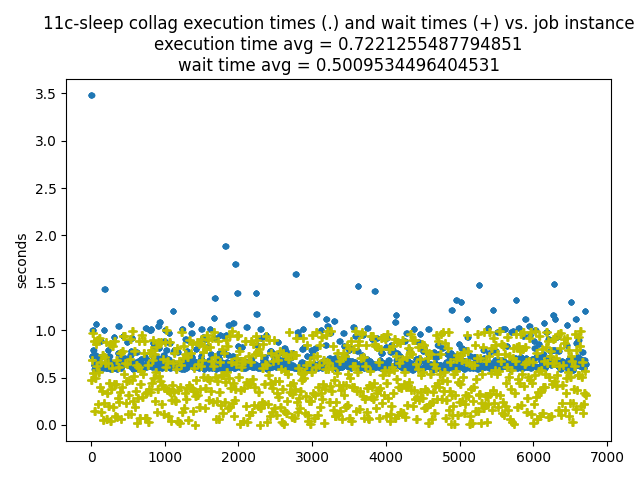 11c-sleep collag execution times (.) and wait times (+) vs. job instance
execution time avg = 0.7221255487794851
wait time avg = 0.5009534496404531
3.5
3.0
2.5
2.0
1.5
1.0
0.5
0.0
seconds
0 1000 2000 3000 4000 5000 6000 7000